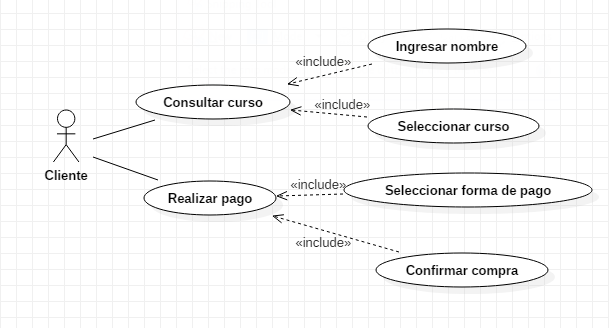 Ingresar nombre
«include»
Consultar curso
«include»
Seleccionar curso
Cliente
«include»
Seleccionar forma de pago
Realizar pago
«include»
Confirmar compra